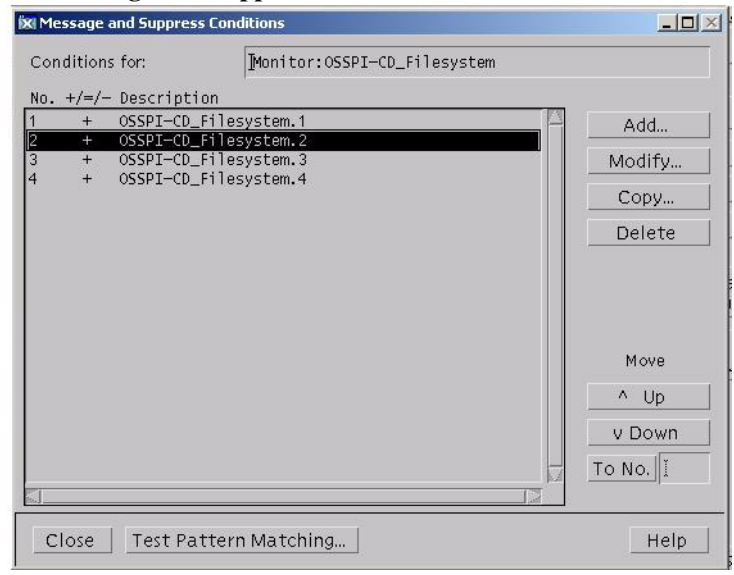 Message and Suppress Conditions
Conditions for: Monitor:OSSPI-CD_Filesystem
No. +/=/- Description
1 + OSSPI-CD_Filesystem.1
2 + OSSPI-CD_Filesystem.2
3 + OSSPI-CD_Filesystem.3
4 + OSSPI-CD_Filesystem.4
Add...
Modify...
Copy...
Delete
Move
^ Up
v Down
To No.
Close Test Pattern Matching... Help